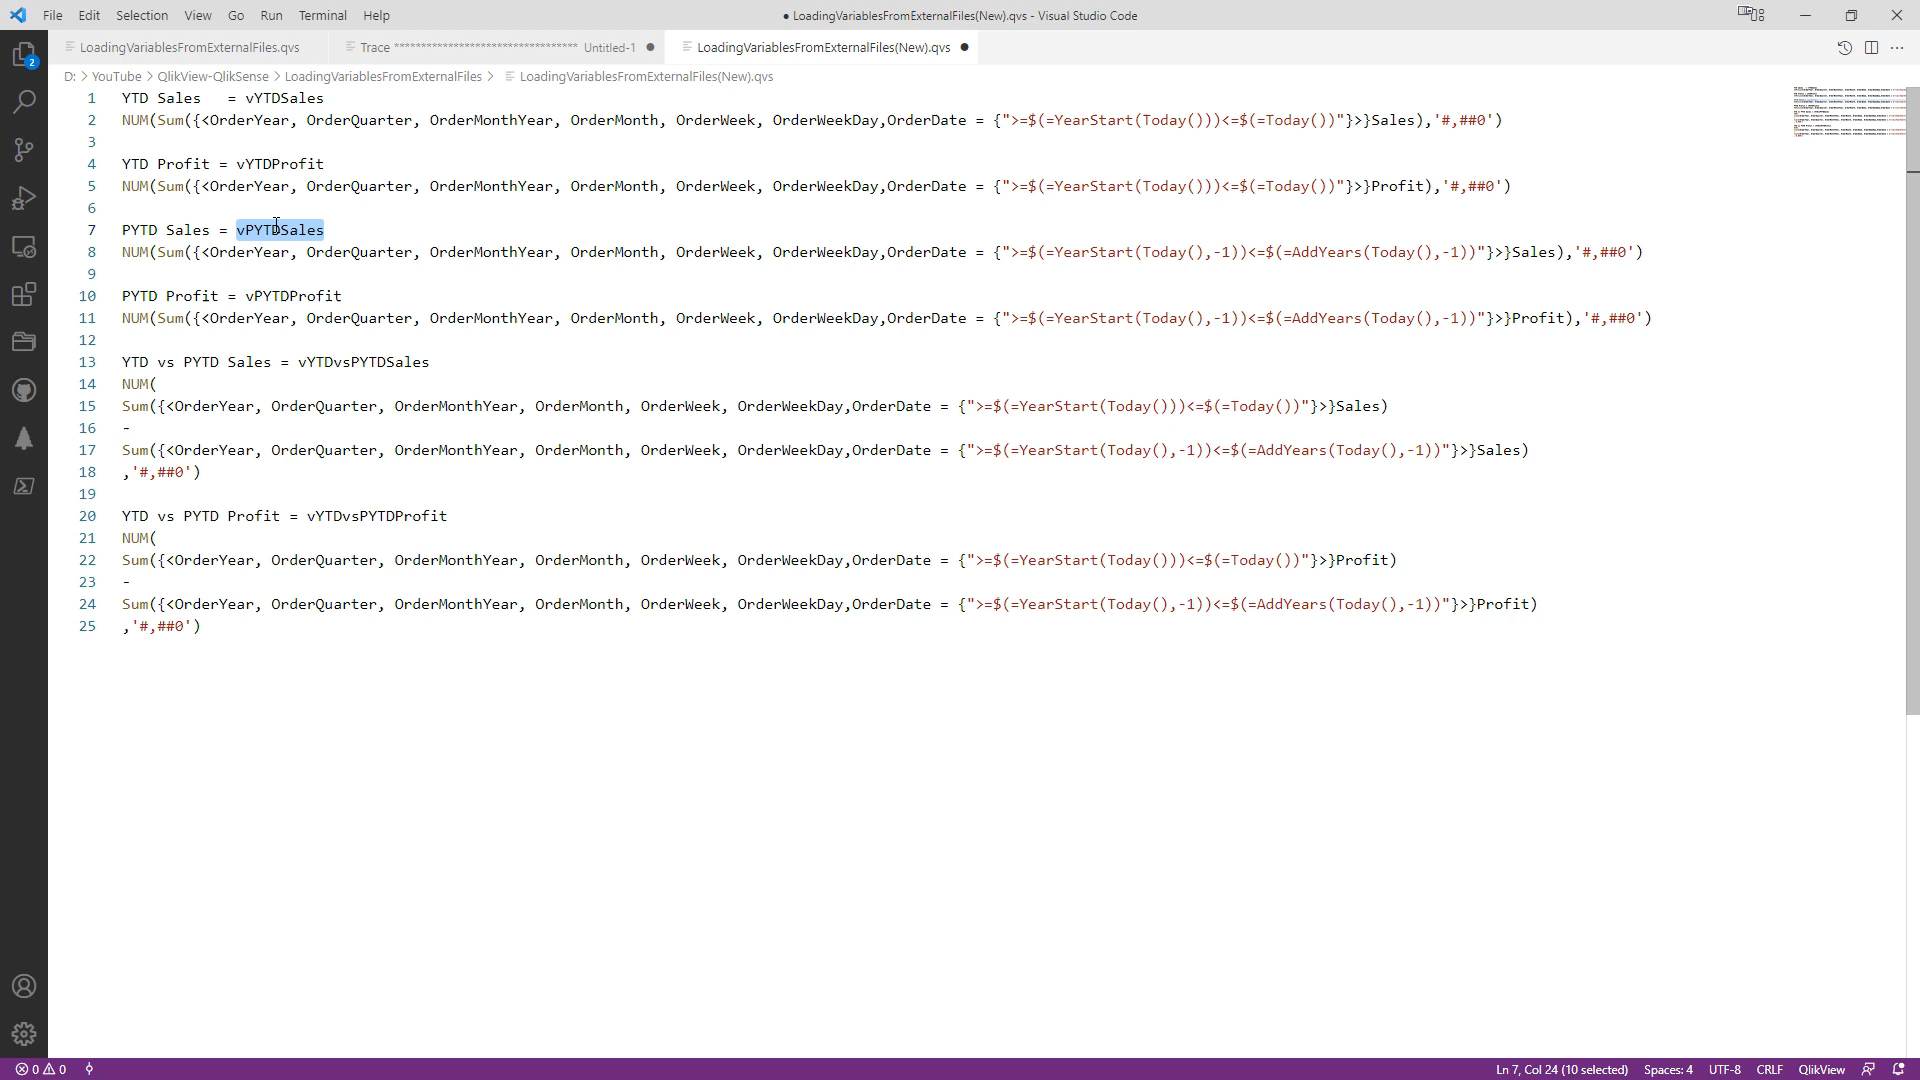 File Edit Selection View Go Run Terminal Help
● LoadingVariablesFromExternalFiles(New).qvs - Visual Studio Code
LoadingVariablesFromExternalFiles.qvs
Trace ********************************** Untitled-1 ●
LoadingVariablesFromExternalFiles(New).qvs ●
D: > YouTube > QlikView-QlikSense > LoadingVariablesFromExternalFiles > LoadingVariablesFromExternalFiles(New).qvs
1 YTD Sales   = vYTDSales
2 NUM(Sum({<OrderYear, OrderQuarter, OrderMonthYear, OrderMonth, OrderWeek, OrderWeekDay,OrderDate = {">=$(=YearStart(Today()))<=$(=Today())"}>}Sales),'#,##0')
3
4 YTD Profit = vYTDProfit
5 NUM(Sum({<OrderYear, OrderQuarter, OrderMonthYear, OrderMonth, OrderWeek, OrderWeekDay,OrderDate = {">=$(=YearStart(Today()))<=$(=Today())"}>}Profit),'#,##0')
6
7 PYTD Sales = vPYTDSales
8 NUM(Sum({<OrderYear, OrderQuarter, OrderMonthYear, OrderMonth, OrderWeek, OrderWeekDay,OrderDate = {">=$(=YearStart(Today(),-1))<=$(=AddYears(Today(),-1))"}>}Sales),'#,##0')
9
10 PYTD Profit = vPYTDProfit
11 NUM(Sum({<OrderYear, OrderQuarter, OrderMonthYear, OrderMonth, OrderWeek, OrderWeekDay,OrderDate = {">=$(=YearStart(Today(),-1))<=$(=AddYears(Today(),-1))"}>}Profit),'#,##0')
12
13 YTD vs PYTD Sales = vYTDvsPYTDSales
14 NUM(
15 Sum({<OrderYear, OrderQuarter, OrderMonthYear, OrderMonth, OrderWeek, OrderWeekDay,OrderDate = {">=$(=YearStart(Today()))<=$(=Today())"}>}Sales)
16 -
17 Sum({<OrderYear, OrderQuarter, OrderMonthYear, OrderMonth, OrderWeek, OrderWeekDay,OrderDate = {">=$(=YearStart(Today(),-1))<=$(=AddYears(Today(),-1))"}>}Sales)
18 ,'#,##0')
19
20 YTD vs PYTD Profit = vYTDvsPYTDProfit
21 NUM(
22 Sum({<OrderYear, OrderQuarter, OrderMonthYear, OrderMonth, OrderWeek, OrderWeekDay,OrderDate = {">=$(=YearStart(Today()))<=$(=Today())"}>}Profit)
23 -
24 Sum({<OrderYear, OrderQuarter, OrderMonthYear, OrderMonth, OrderWeek, OrderWeekDay,OrderDate = {">=$(=YearStart(Today(),-1))<=$(=AddYears(Today(),-1))"}>}Profit)
25 ,'#,##0')
2
0 0
Ln 7, Col 24 (10 selected) Spaces: 4 UTF-8 CRLF QlikView